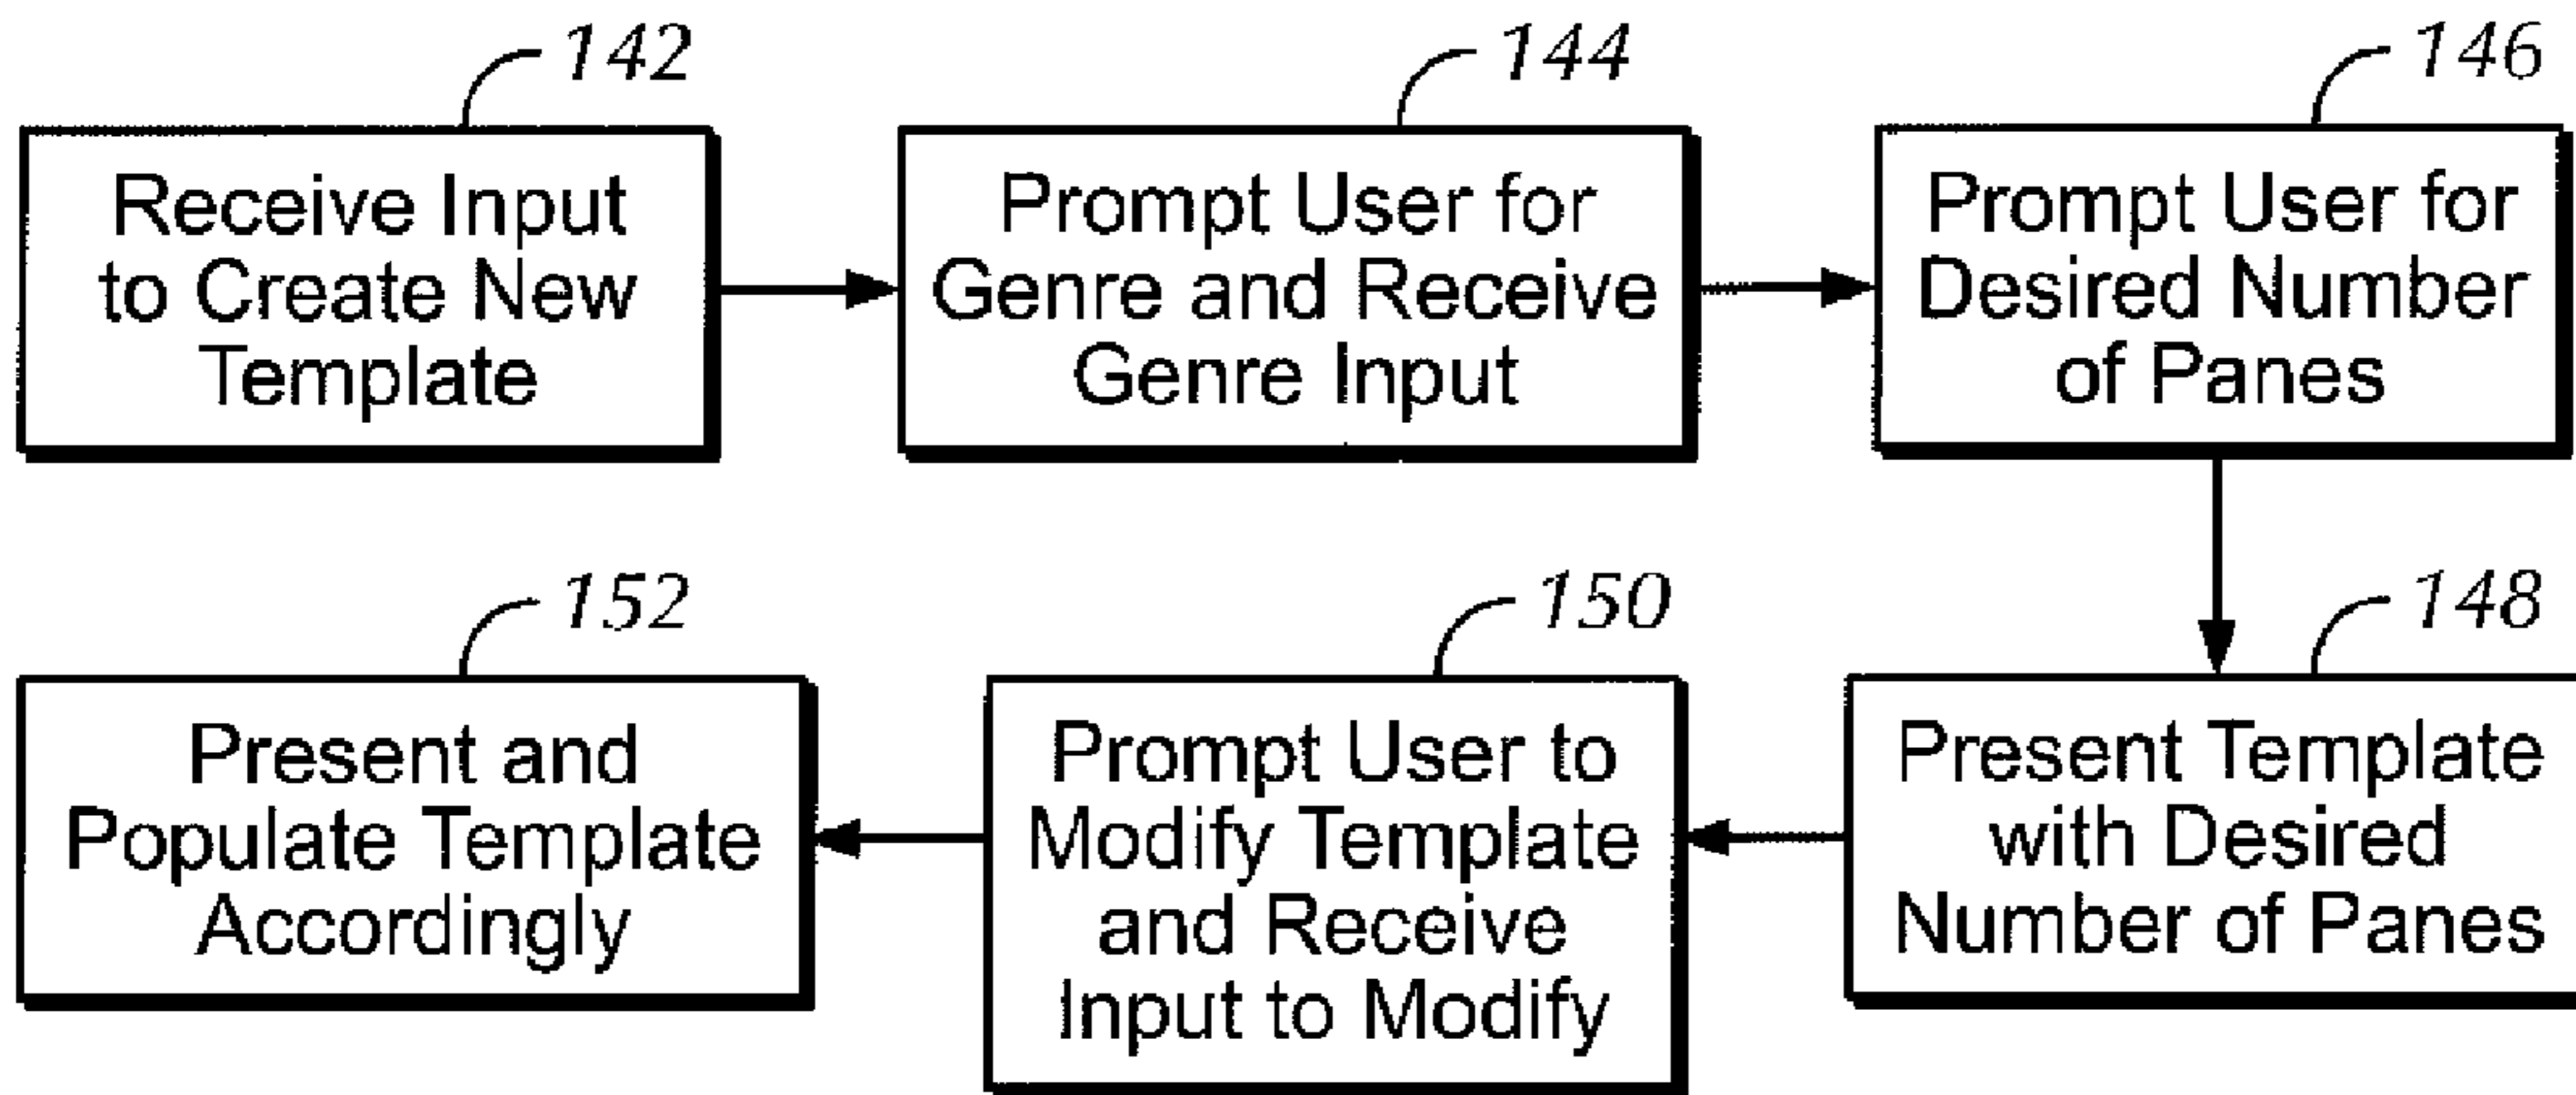 142
Receive Input
to Create New
Template
144
Prompt User for
Genre and Receive
Genre Input
146
Prompt User for
Desired Number
of Panes
148
Present Template
with Desired
Number of Panes
150
Prompt User to
Modify Template
and Receive
Input to Modify
152
Present and
Populate Template
Accordingly